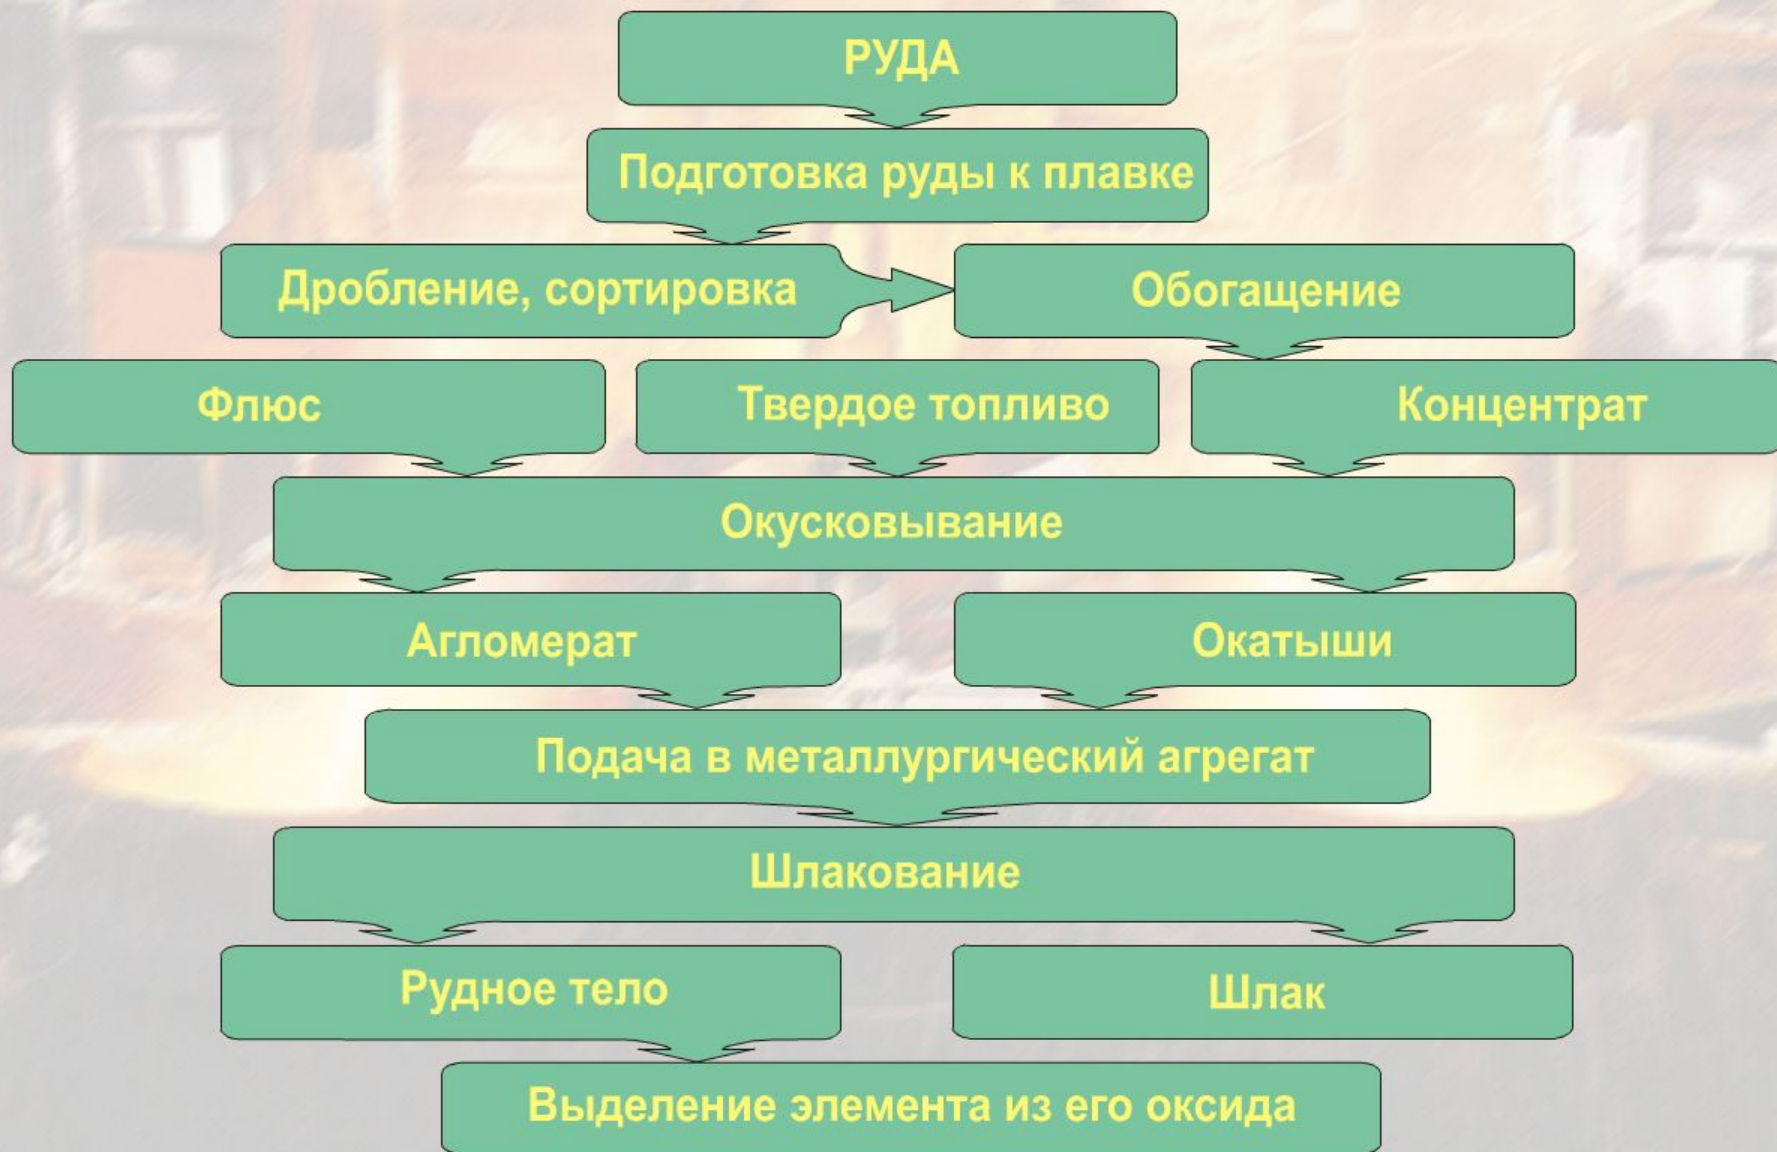 РУДА
Подготовка руды к плавке
Дробление, сортировка
Обогащение
Флюс
Твердое топливо
Концентрат
Окусковывание
Агломерат
Окатыши
Подача в металлургический агрегат
Шлакование
Рудное тело
Шлак
Выделение элемента из его оксида